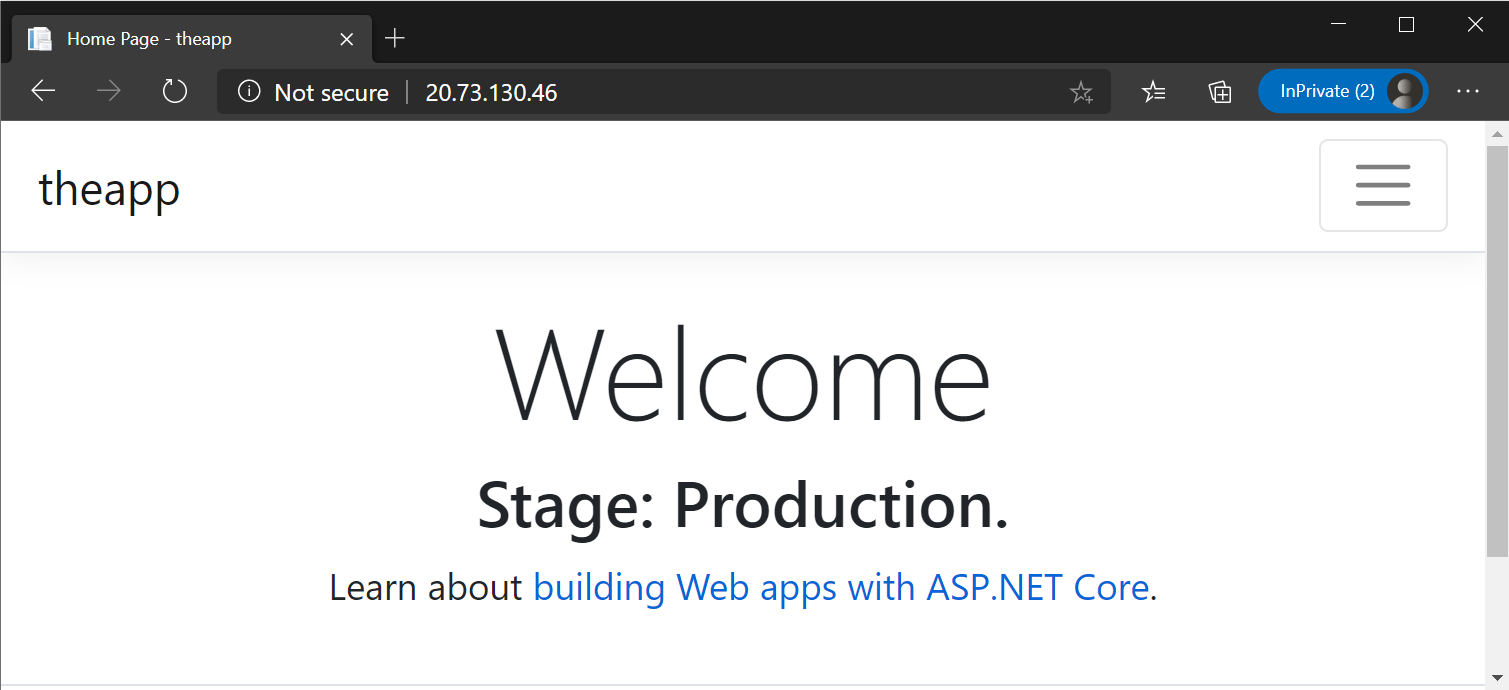 Home Page - theapp
Not secure | 20.73.130.46
InPrivate (2)
theapp
Welcome
Stage: Production.
Learn about building Web apps with ASP.NET Core.